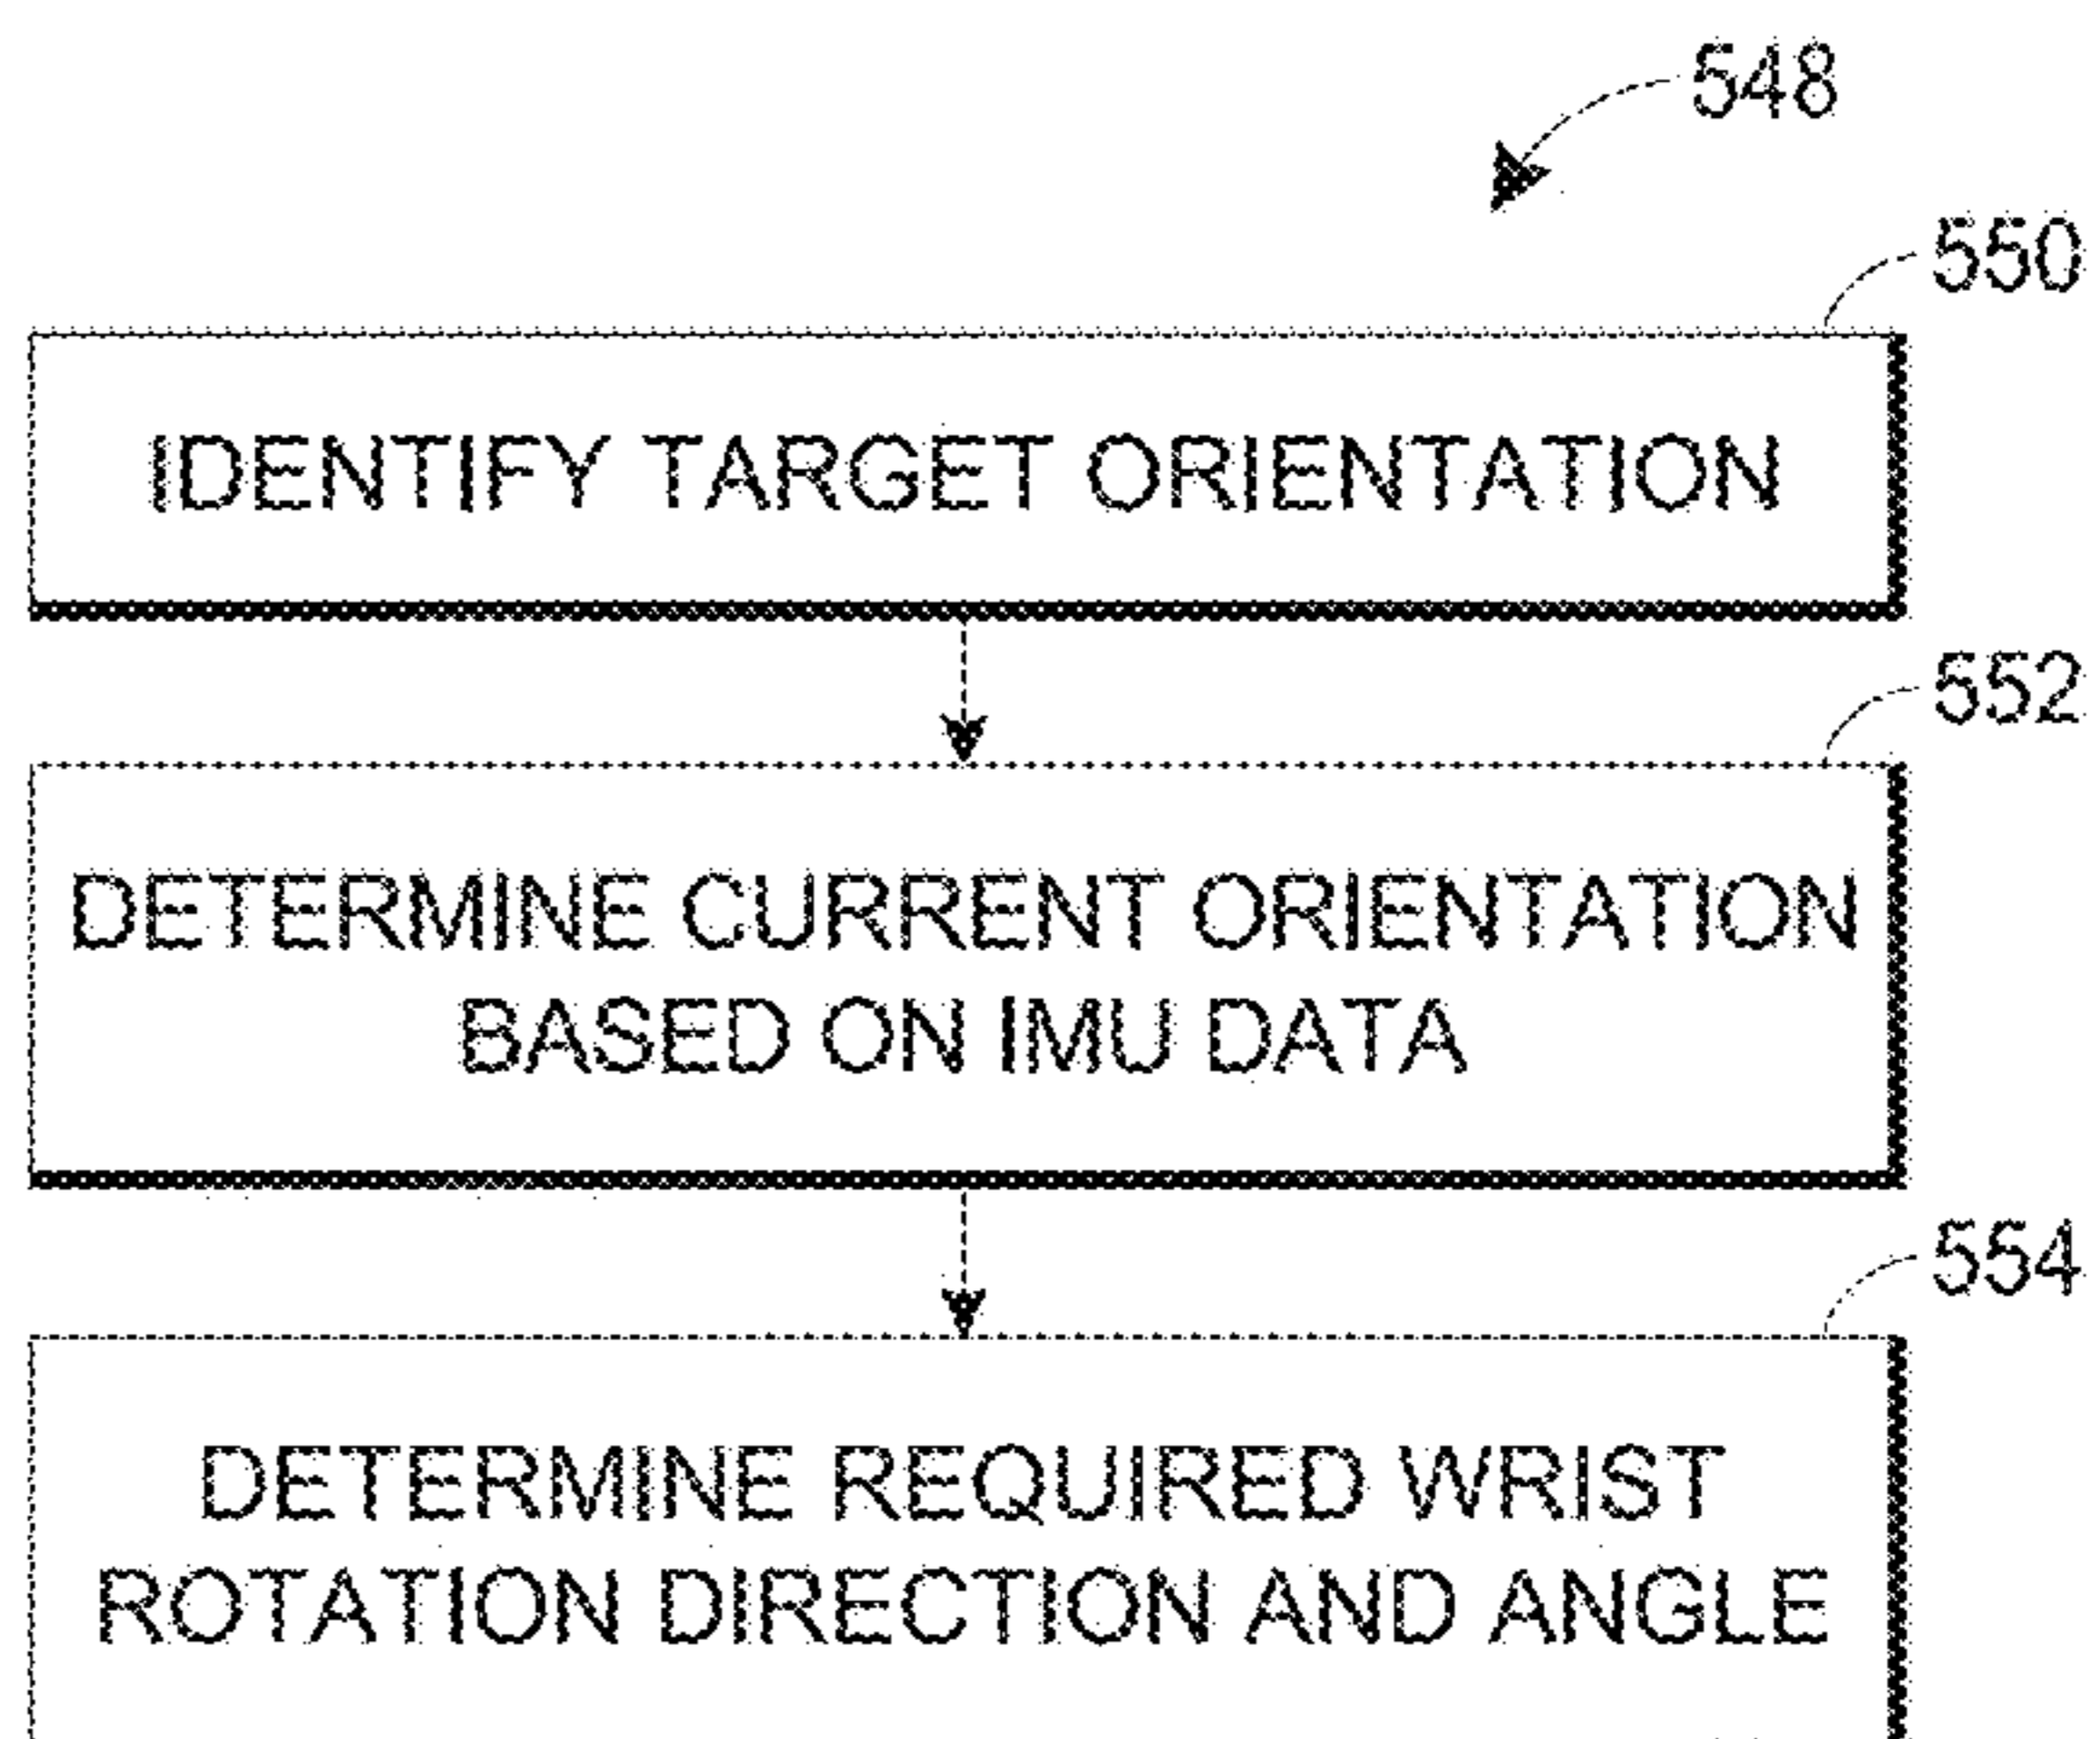 548
550
IDENTIFY TARGET ORIENTATION
552
DETERMINE CURRENT ORIENTATION
BASED ON IMU DATA
554
DETERMINE REQUIRED WRIST
ROTATION DIRECTION AND ANGLE